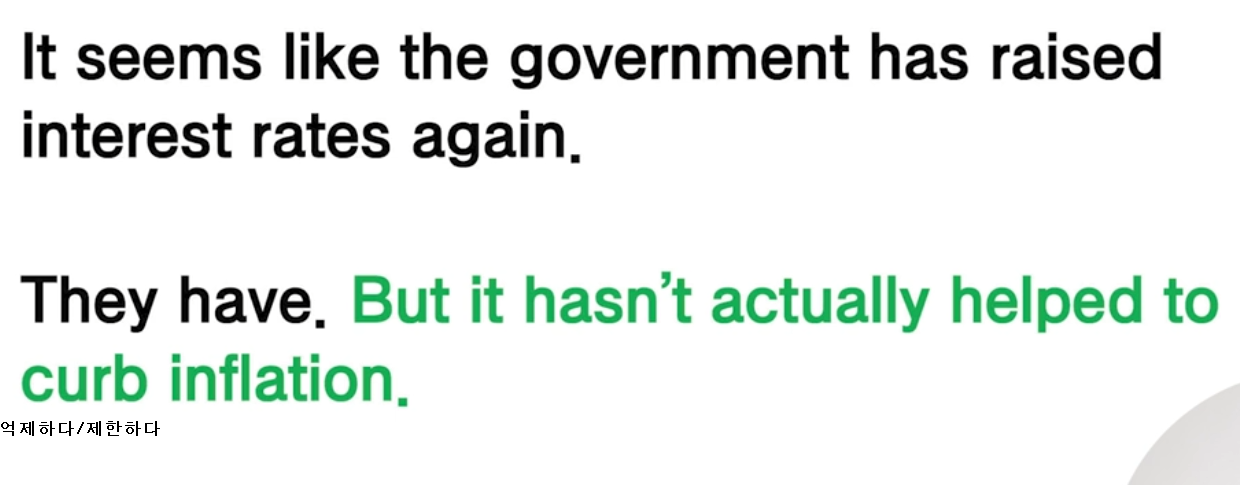 It seems like the government has raised
interest rates again.
They have. But it hasn’t actually helped to
curb inflation.
억제하다/제한하다